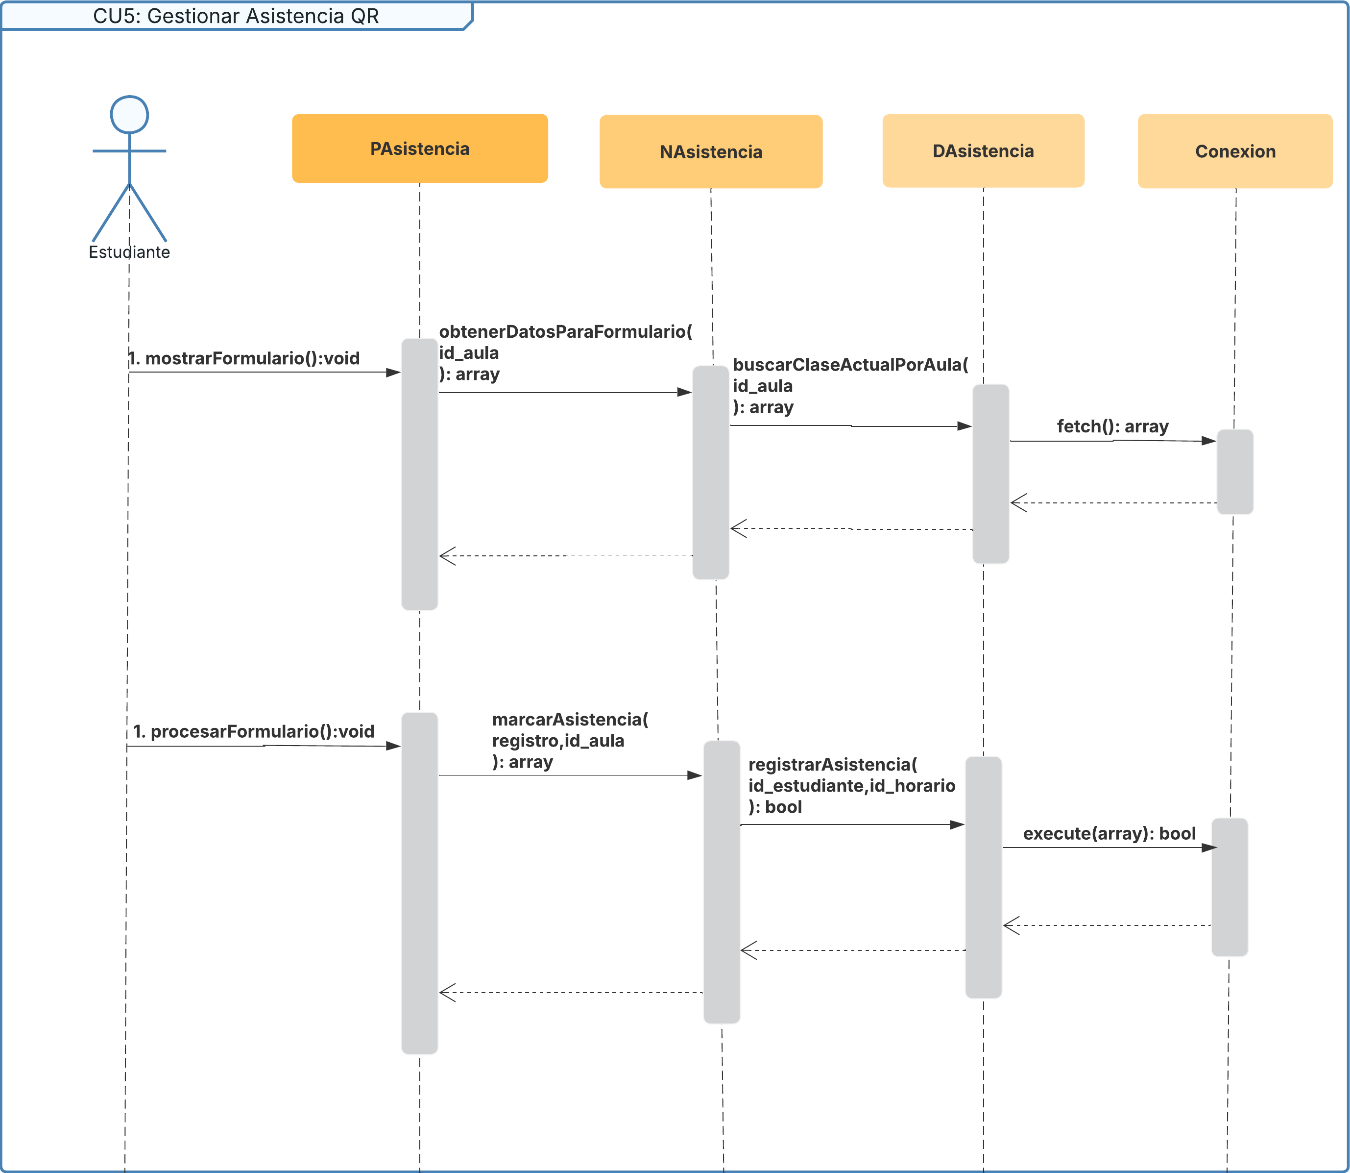 CU5: Gestionar Asistencia QR
PAsistencia
NAsistencia
DAsistencia
Conexion
Estudiante
1. mostrarFormulario():void
obtenerDatosParaFormulario(
id_aula
): array
buscarClaseActualPorAula(
id_aula
): array
fetch(): array
1. procesarFormulario():void
marcarAsistencia(
registro,id_aula
): array
registrarAsistencia(
id_estudiante,id_horario
): bool
execute(array): bool